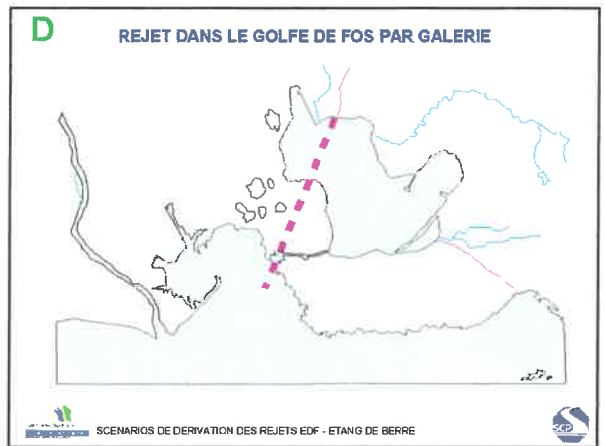 D
REJET DANS LE GOLFE DE FOS PAR GALERIE
SCENARIOS DE DERIVATION DES REJETS EDF - ETANG DE BERRE
SCP